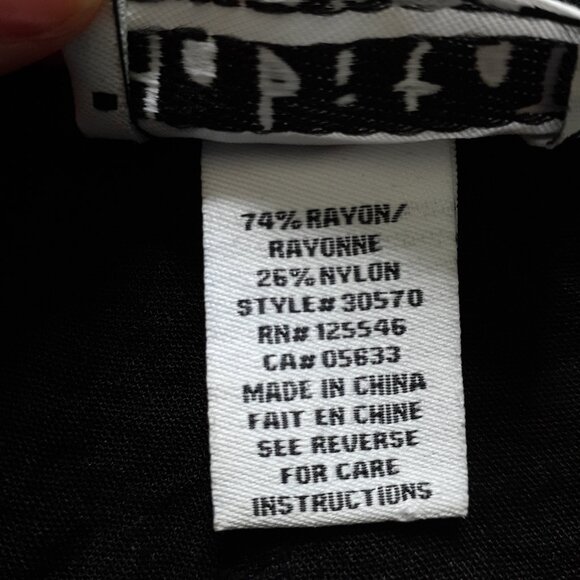 74% RAYON/
RAYONNE
26% NYLON
STYLE# 30570
RN# 125546
CA# 05633
MADE IN CHINA
FAIT EN CHINE
SEE REVERSE
FOR CARE
INSTRUCTIONS